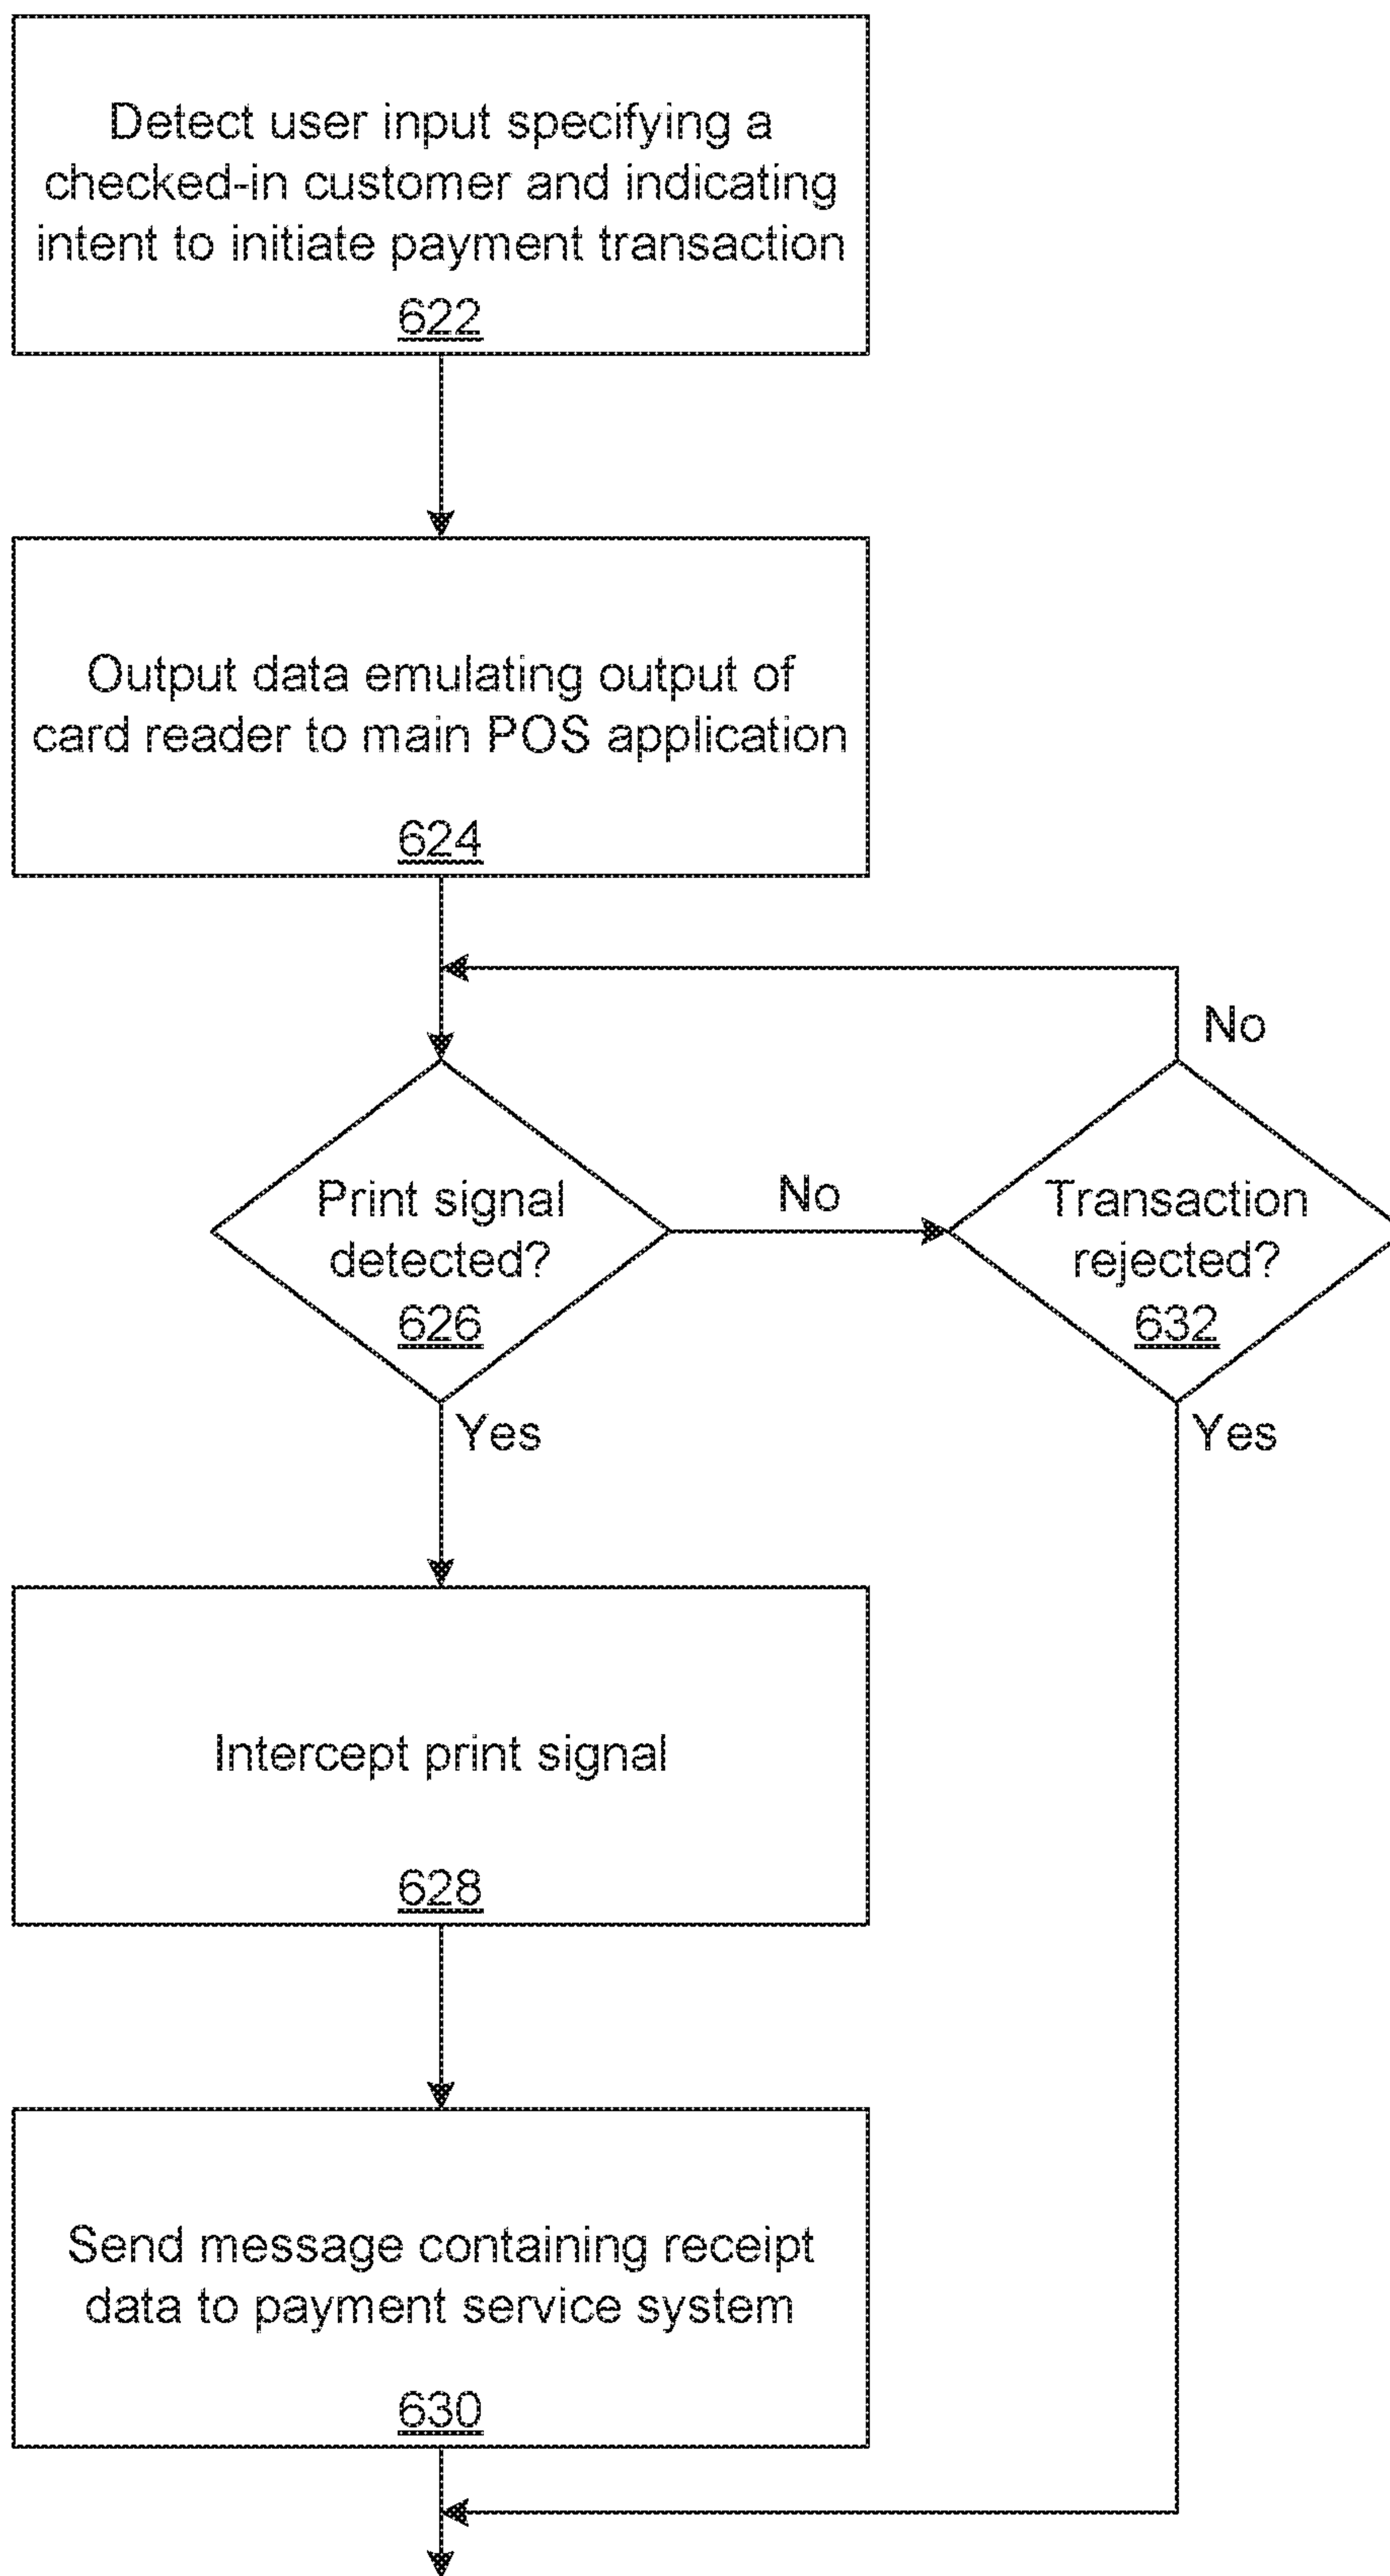 Detect user input specifying a
checked-in customer and indicating
intent to initiate payment transaction
622
Output data emulating output of
card reader to main POS application
624
No
Print signal
detected?
626
No
Transaction
rejected?
632
Yes
Yes
Intercept print signal
628
Send message containing receipt
data to payment service system
630